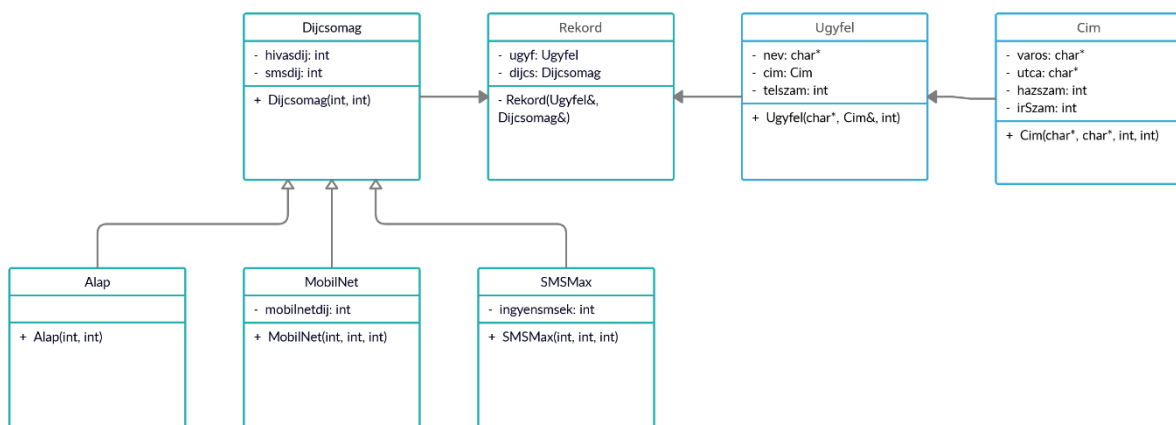 Dijcsomag
- hivasdij: int
- smsdij: int
+ Dijcsomag(int, int)
Rekord
- ugyf: Ugyfel
- dijcs: Dijcsomag
- Rekord(Ugyfel&,
Dijcsomag&)
Ugyfel
- nev: char*
- cim: Cim
- telszam: int
+ Ugyfel(char*, Cim&, int)
Cim
- varos: char*
- utca: char*
- hazszam: int
- irSzam: int
+ Cim(char*, char*, int, int)
Alap
+ Alap(int, int)
MobilNet
- mobilnetdij: int
+ MobilNet(int, int, int)
SMSMax
- ingyensmsek: int
+ SMSMax(int, int, int)